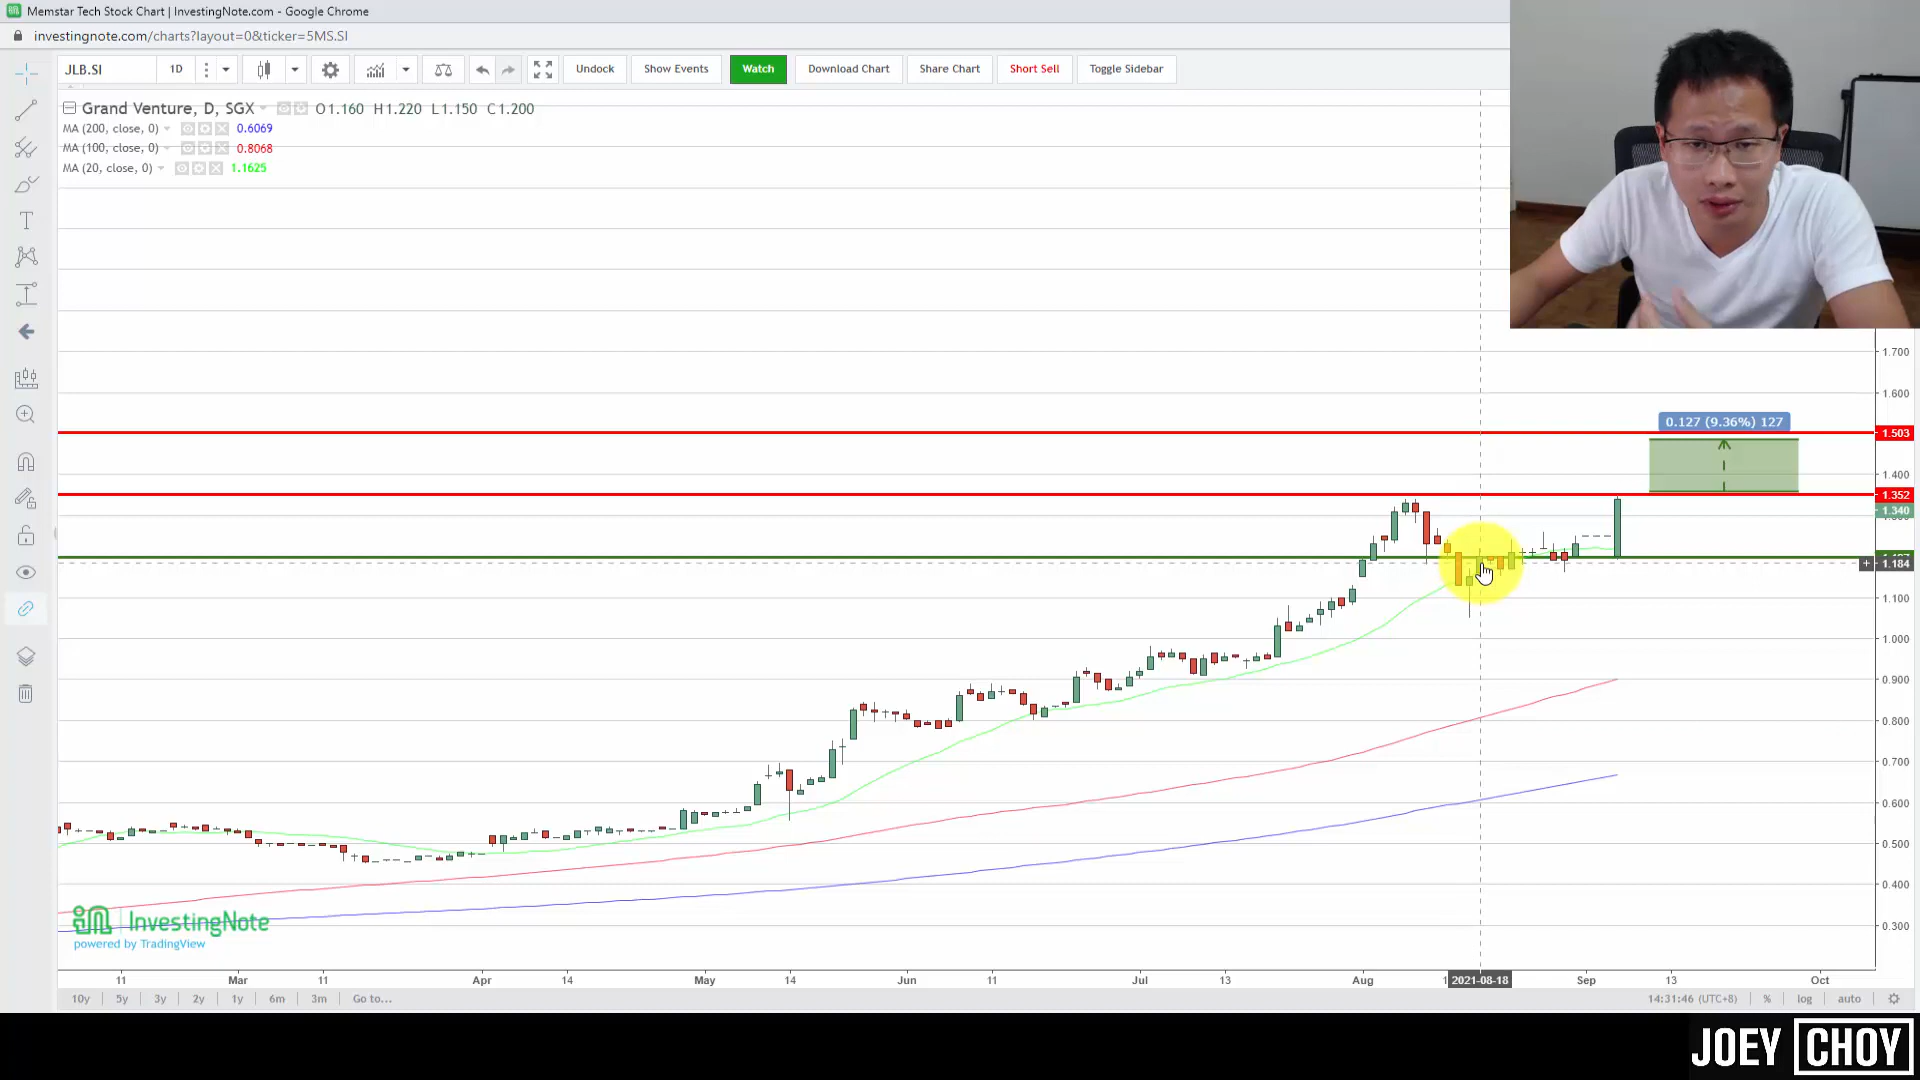 Memstar Tech Stock Chart | InvestingNote.com - Google Chrome
investingnote.com/charts?layout=0&ticker=5MS.SI
JLB.SI 1D Undock Show Events Watch Download Chart Share Chart Short Sell Toggle Sidebar
Grand Venture, D, SGX O1.160 H1.220 L1.150 C1.200
MA (200, close, 0) 0.6069
MA (100, close, 0) 0.8068
MA (20, close, 0) 1.1625
T
1.700
1.600
0.127 (9.36%) 127
1.503
1.400
1.352
1.340
1.184
1.100
1.000
0.900
0.800
0.700
0.600
0.500
0.400
0.300
InvestingNote
powered by TradingView
11 Mar 11 Apr 14 May 14 Jun 11 Jul 13 Aug 2021-08-18 Sep 13 Oct
10y 5y 3y 2y 1y 6m 3m Go to... 14:31:46 (UTC+8) % log auto
JOEY CHOY